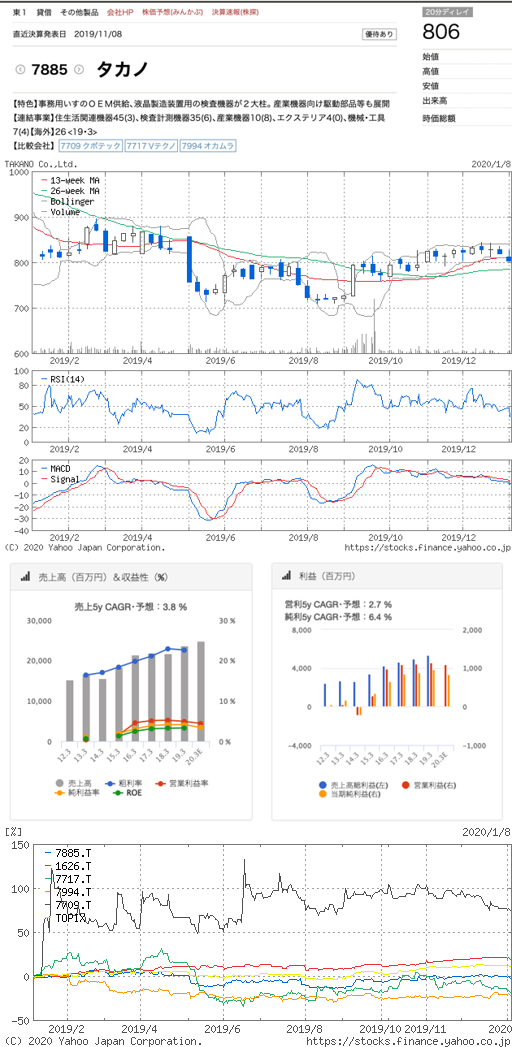 東1 貸借 その他製品 会社HP 株価予想(みんかぶ) 決算速報(株探)
20分ディレイ
直近決算発表日 2019/11/08
優待あり
806
7885
タカノ
始値
高値
安値
出来高
時価総額
【特色】事務用いすのOEM供給、液晶製造装置用の検査機器が2大柱。産業機器向け駆動部品等も展開
【連結事業】住生活関連機器45(3)、検査計測機器35(6)、産業機器10(8)、エクステリア4(0)、機械・工具
7(4)【海外】26<19・3>
【比較会社】 7709 クボテック 7717 Vテクノ 7994 オカムラ
TAKANO Co.,Ltd. 2020/1/8
1000
13-week MA
26-week MA
Bollinger
Volume
900
800
700
600
2019/2 2019/4 2019/6 2019/8 2019/10 2019/12
100
RSI(14)
80
50
20
0
2019/2 2019/4 2019/6 2019/8 2019/10 2019/12
20
MACD
10
Signal
0
-10
-20
-30
-40
2019/2 2019/4 2019/6 2019/8 2019/10 2019/12
(C) 2020 Yahoo Japan Corporation. https://stocks.finance.yahoo.co.jp
売上高（百万円）＆収益性（%）
売上5y CAGR・予想：3.8 %
30,000 30 %
20,000 20 %
10,000 10 %
0 0 %
12.3 13.3 14.3 15.3 16.3 17.3 18.3 19.3 20.3E
売上高 粗利率 営業利益率
純利益率 ROE
利益（百万円）
営利5y CAGR・予想：2.7 %
純利5y CAGR・予想：6.4 %
8,000 2,000
4,000 1,000
0 0
-4,000 -1,000
12.3 13.3 14.3 15.3 16.3 17.3 18.3 19.3 20.3E
売上高総利益(左) 営業利益(右)
当期純利益(右)
[%] 2020/1/8
150
7885.T
1626.T
7717.T
7994.T
7709.T
TOPIX
100
50
0
-50
2019/2 2019/4 2019/6 2019/8 2019/10 2019/11 2020
(C) 2020 Yahoo Japan Corporation. https://stocks.finance.yahoo.co.jp